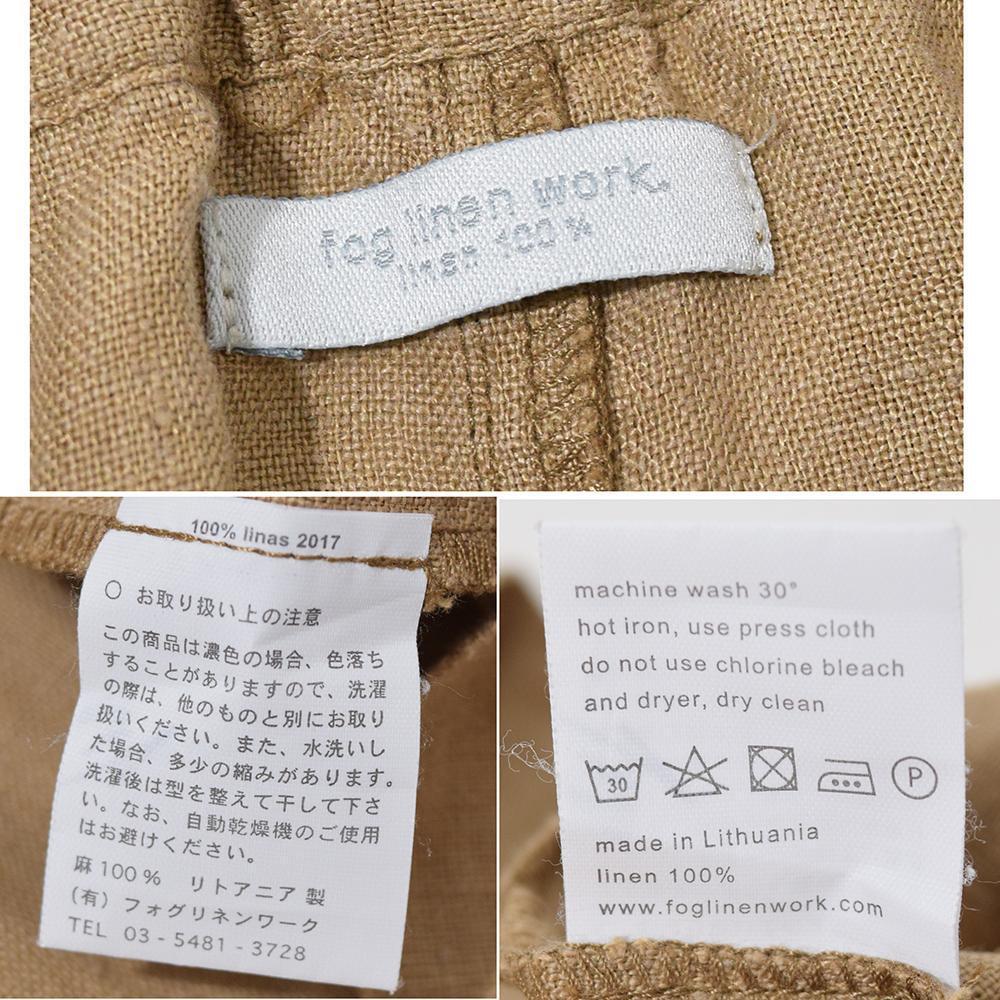 fog linen work.
linen 100%
100% linas 2017
○ お取り扱い上の注意
この商品は濃色の場合、色落ち
することがありますので、洗濯
の際は、他のものと別にお取り
扱いください。また、水洗いし
た場合、多少の縮みがあります。
洗濯後は型を整えて干して下さ
い。なお、自動乾燥機のご使用
はお避けください。
麻100% リトアニア製
(有)フォグリネンワーク
TEL 03-5481-3728
machine wash 30°
hot iron, use press cloth
do not use chlorine bleach
and dryer, dry clean
30 P
made in Lithuania
linen 100%
www.foglinenwork.com